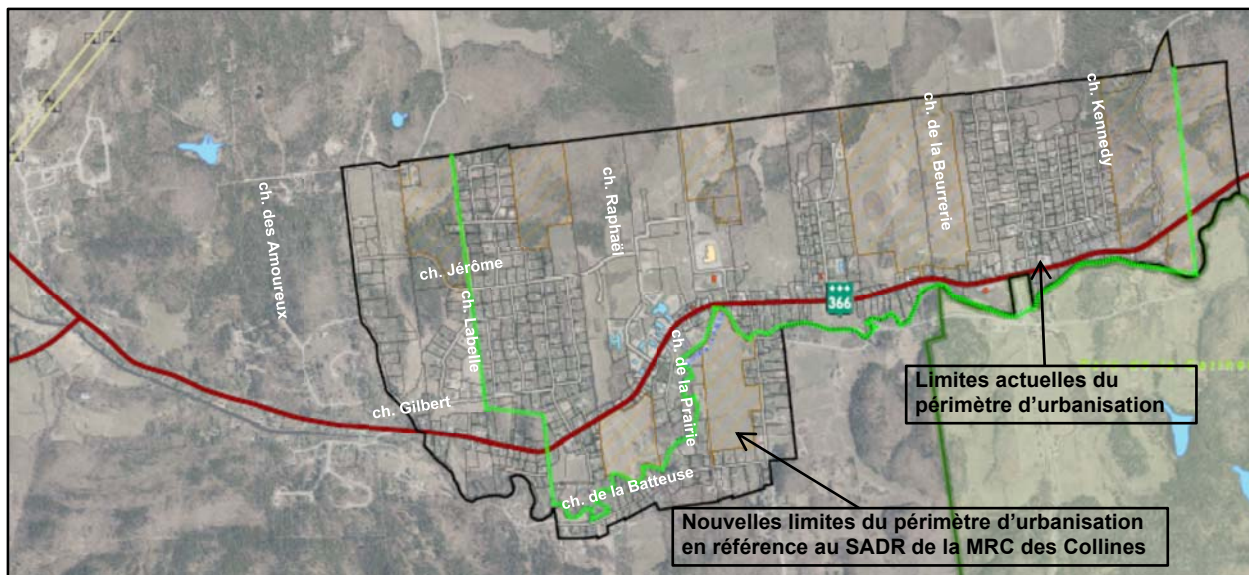 ch. Kennedy
ch. de la Beurrerie
ch. Raphaël
ch. des Amoureux
ch. Jérôme
ch. Labelle
366
ch. de la Prairie
ch. Gilbert
ch. de la Batteuse
Limites actuelles du
périmètre d’urbanisation
Nouvelles limites du périmètre d’urbanisation
en référence au SADR de la MRC des Collines